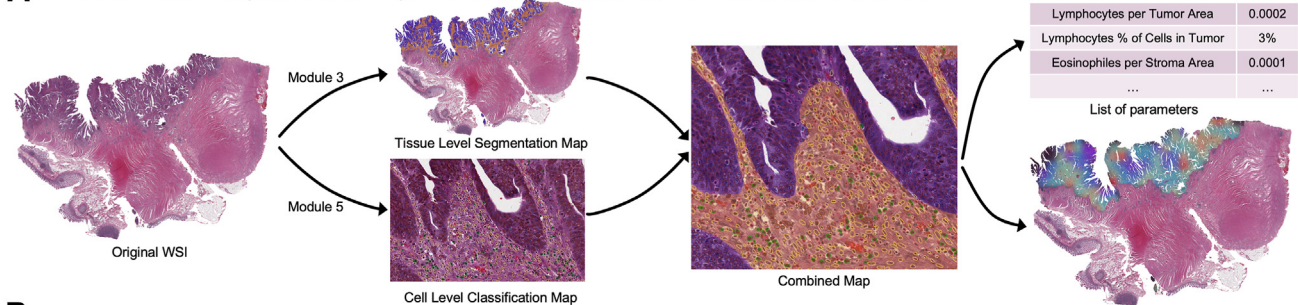 Lymphocytes per Tumor Area 0.0002
Lymphocytes % of Cells in Tumor 3%
Eosinophiles per Stroma Area 0.0001
... ...
List of parameters
Module 3
Tissue Level Segmentation Map
Module 5
Original WSI
Combined Map
Cell Level Classification Map